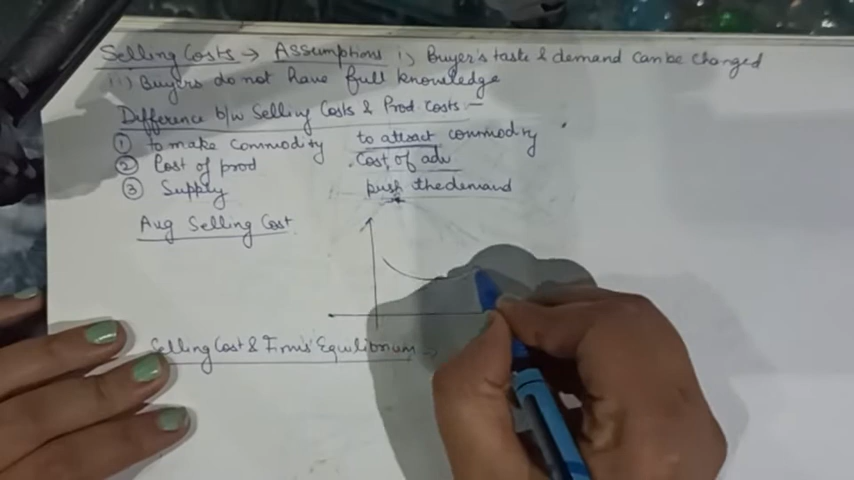 Selling Costs → Assumptions i) Buyer's taste & demand can be changed
ii) Buyers do not have full knowledge
Difference b/w Selling Costs & Prod Costs :-
① to make commodity to attract commodity
② Cost of prod Cost of adv
③ Supply push the demand
Avg Selling Cost
Selling Cost & Firms' Equilibrium →